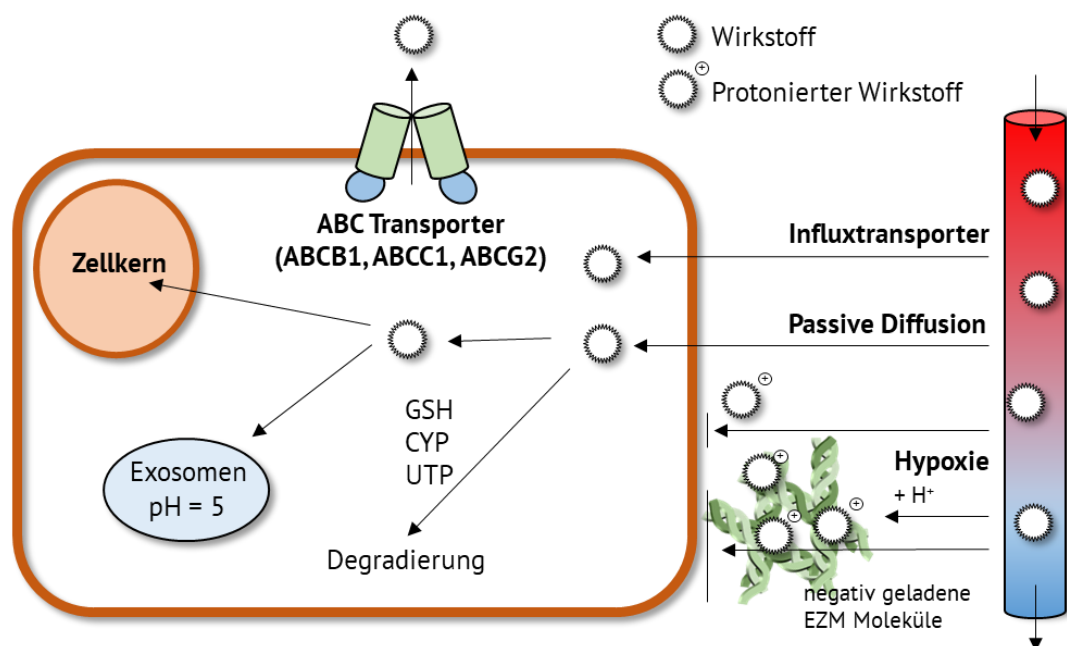 Wirkstoff
+
Protonierter Wirkstoff
ABC Transporter
(ABCB1, ABCC1, ABCG2)
Zellkern
Influxtransporter
Passive Diffusion
+
GSH
CYP
UTP
Exosomen
pH = 5
Degradierung
Hypoxie
+ H⁺
+
+
+
negativ geladene
EZM Moleküle